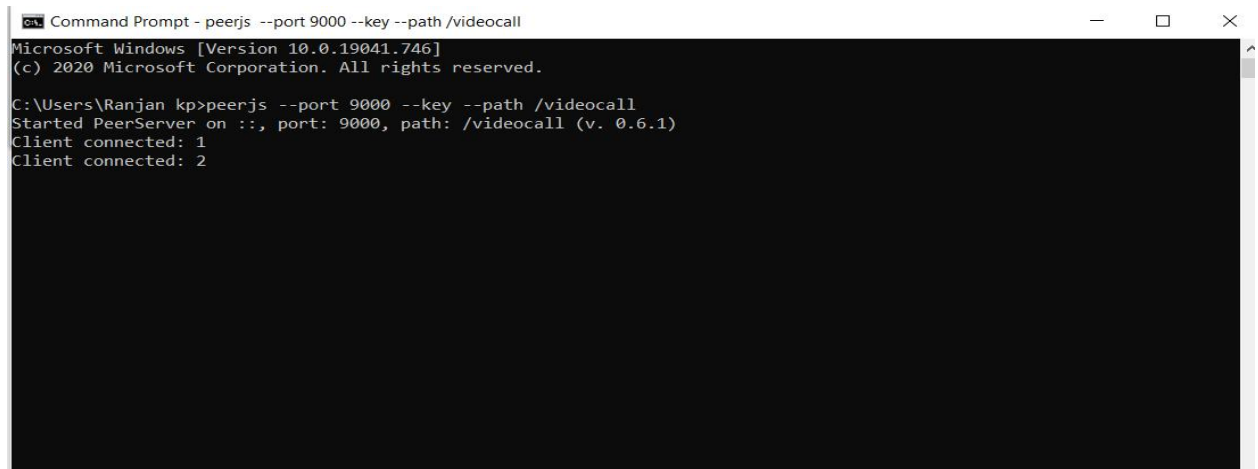 Command Prompt - peerjs  --port 9000 --key --path /videocall
Microsoft Windows [Version 10.0.19041.746]
(c) 2020 Microsoft Corporation. All rights reserved.
C:\Users\Ranjan kp>peerjs --port 9000 --key --path /videocall
Started PeerServer on ::, port: 9000, path: /videocall (v. 0.6.1)
Client connected: 1
Client connected: 2